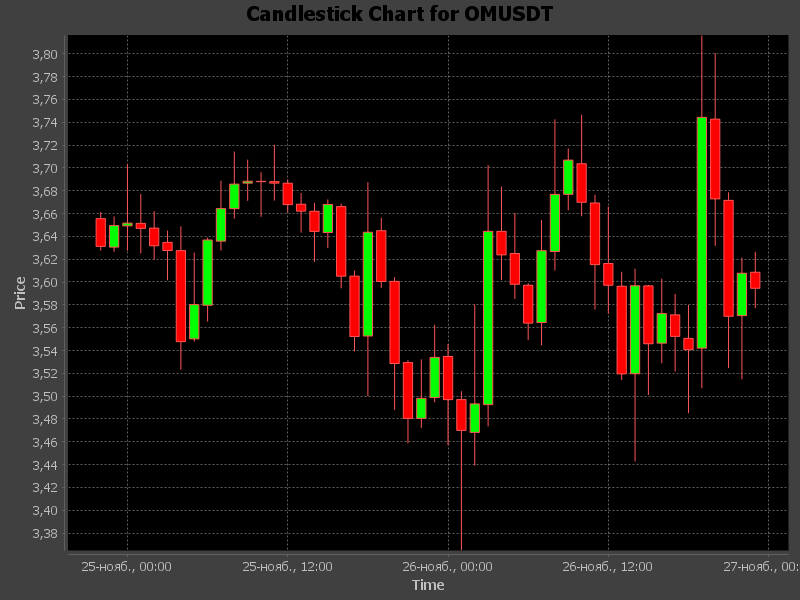 Candlestick Chart for OMUSDT
3,80
3,78
3,76
3,74
3,72
3,70
3,68
3,66
3,64
3,62
3,60
3,58
3,56
3,54
3,52
3,50
3,48
3,46
3,44
3,42
3,40
3,38
Price
25-нояб., 00:00
25-нояб., 12:00
26-нояб., 00:00
26-нояб., 12:00
27-нояб., 00:
Time